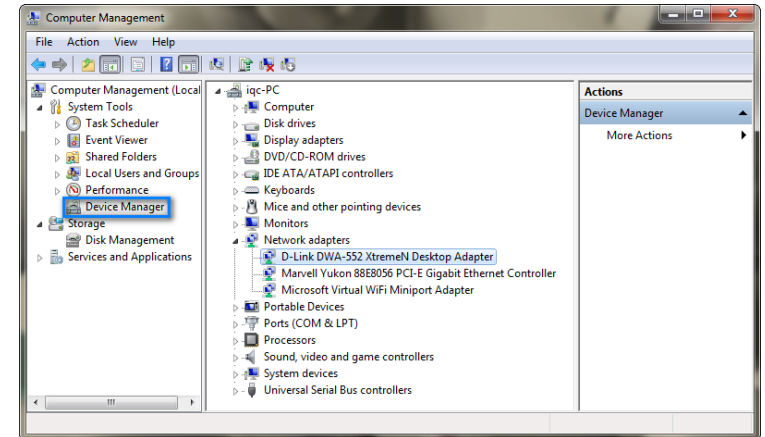 Computer Management
File Action View Help
Computer Management (Local
System Tools
Task Scheduler
Event Viewer
Shared Folders
Local Users and Groups
Performance
Device Manager
Storage
Disk Management
Services and Applications
iqc-PC
Computer
Disk drives
Display adapters
DVD/CD-ROM drives
IDE ATA/ATAPI controllers
Keyboards
Mice and other pointing devices
Monitors
Network adapters
D-Link DWA-552 XtremeN Desktop Adapter
Marvell Yukon 88E8056 PCI-E Gigabit Ethernet Controller
Microsoft Virtual WiFi Miniport Adapter
Portable Devices
Ports (COM & LPT)
Processors
Sound, video and game controllers
System devices
Universal Serial Bus controllers
Actions
Device Manager
More Actions